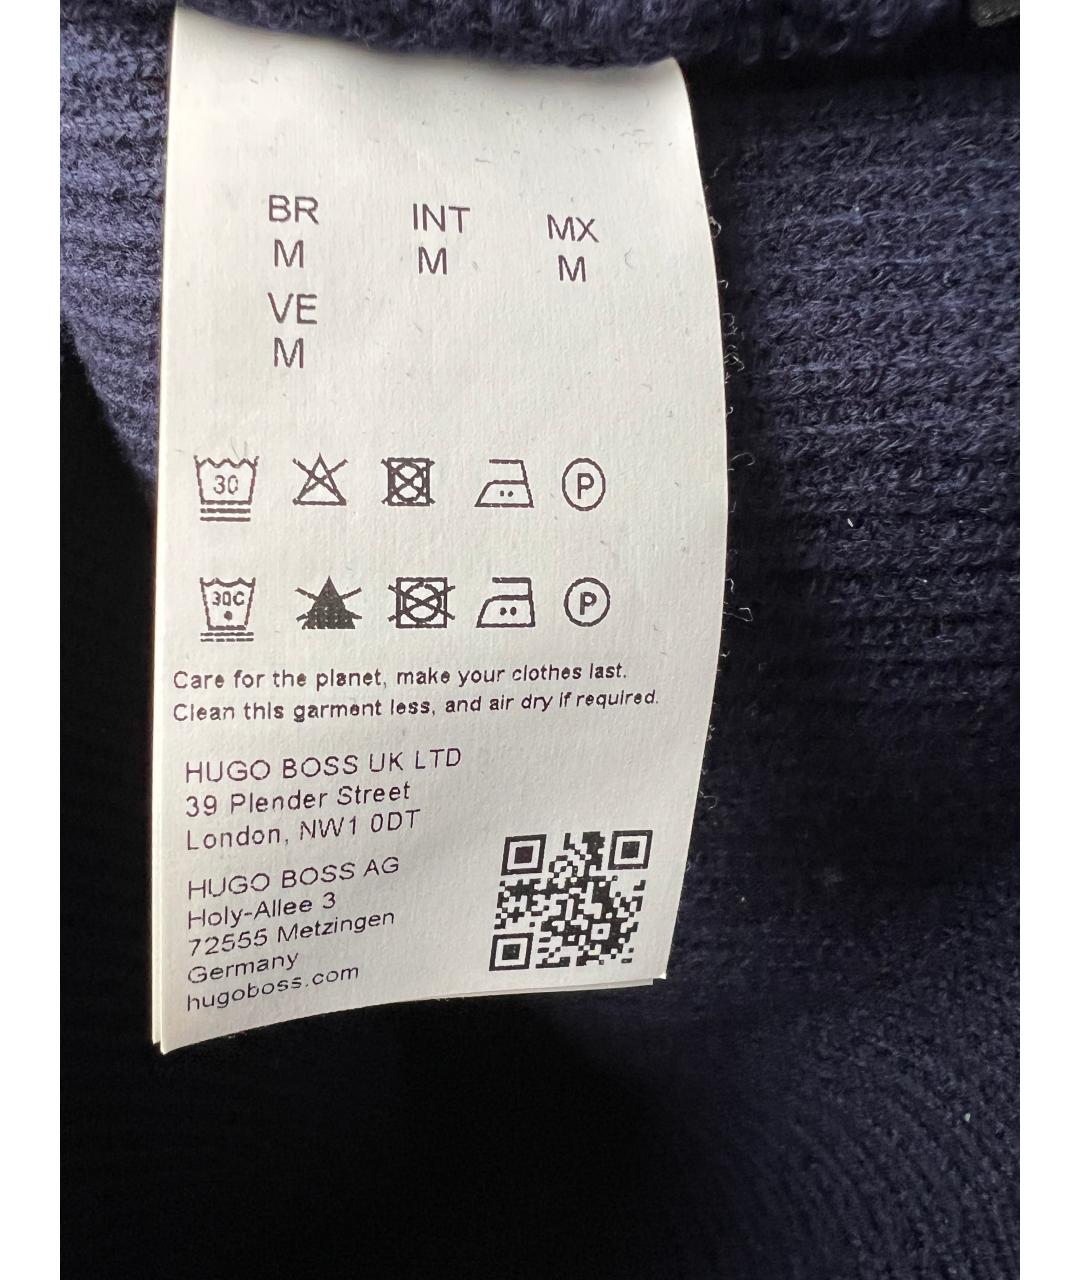 BR INT MX
M M M
VE
M
30 P
30C P
Care for the planet, make your clothes last.
Clean this garment less, and air dry if required.
HUGO BOSS UK LTD
39 Plender Street
London, NW1 0DT
HUGO BOSS AG
Holy-Allee 3
72555 Metzingen
Germany
hugoboss.com